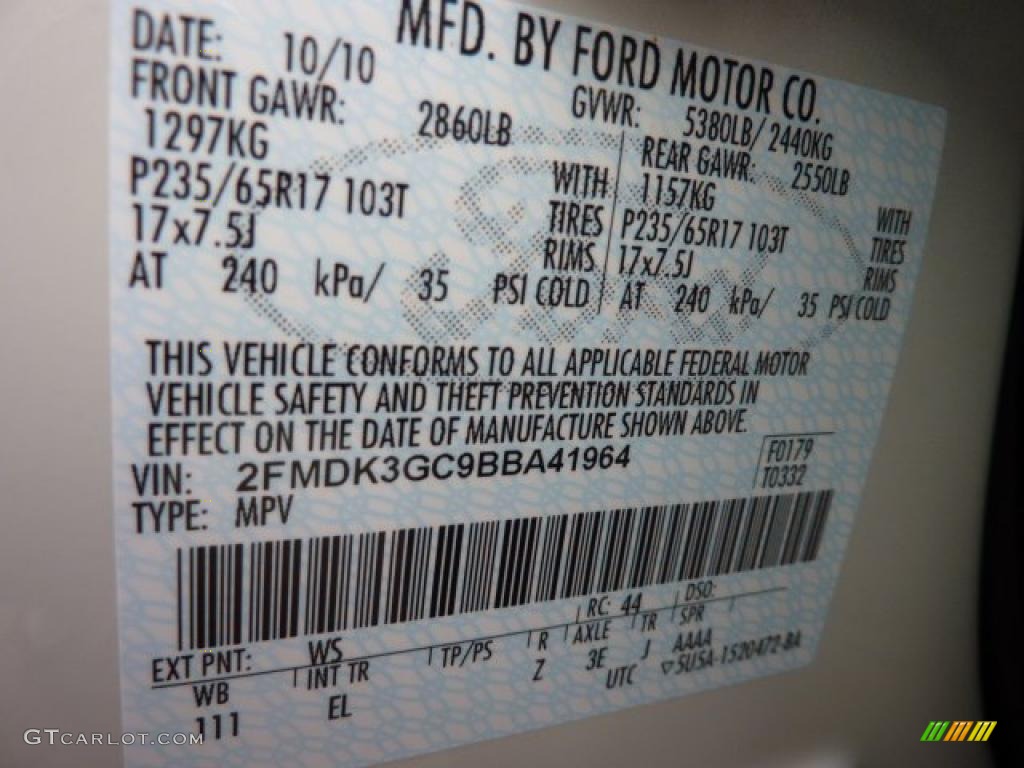 MFD. BY FORD MOTOR CO.
DATE: 10/10 GVWR: 5380LB/ 2440KG
FRONT GAWR: 2860LB REAR GAWR: 2550LB
1297KG WITH 1157KG WITH
P235/65R17 103T TIRES P235/65R17 103T TIRES
17x7.5J RIMS 17x7.5J RIMS
AT 240 kPa/ 35 PSI COLD AT 240 kPa/ 35 PSI COLD
THIS VEHICLE CONFORMS TO ALL APPLICABLE FEDERAL MOTOR
VEHICLE SAFETY AND THEFT PREVENTION STANDARDS IN
EFFECT ON THE DATE OF MANUFACTURE SHOWN ABOVE.
VIN: 2FMDK3GC9BBA41964 F0179
TYPE: MPV T0332
EXT PNT: WS RC: 44 DSO:
WB INT TR TP/PS R AXLE TR SPR
111 EL Z 3E J AAAA
UTC ▽5USA-1520472-BA
GTCARLOT.COM